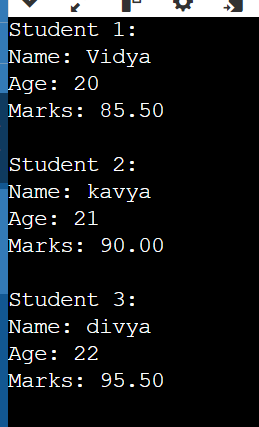 Student 1:
Name: Vidya
Age: 20
Marks: 85.50
Student 2:
Name: kavya
Age: 21
Marks: 90.00
Student 3:
Name: divya
Age: 22
Marks: 95.50